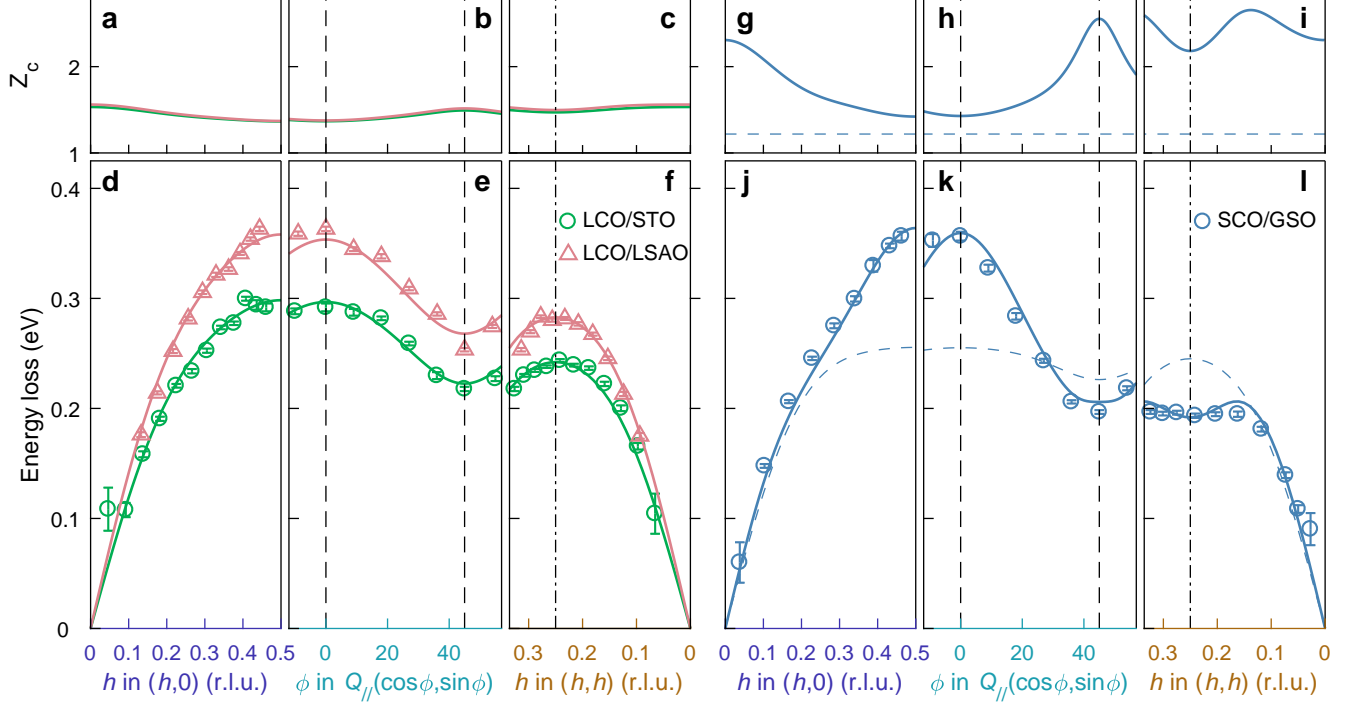 a b c g h i
Z_c
2
1
d e f j k l
Energy loss (eV)
0.4
0.3
0.2
0.1
0
LCO/STO
LCO/LSAO
SCO/GSO
0 0.1 0.2 0.3 0.4 0.5 0 20 40 0.3 0.2 0.1 0 0 0.1 0.2 0.3 0.4 0.5 0 20 40 0.3 0.2 0.1 0
h in (h,0) (r.l.u.) ϕ in Q_//(cosϕ,sinϕ) h in (h,h) (r.l.u.) h in (h,0) (r.l.u.) ϕ in Q_//(cosϕ,sinϕ) h in (h,h) (r.l.u.)